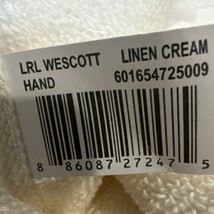 LRL WESCOTT LINEN CREAM
HAND 601654725009
8 86087 27247 5